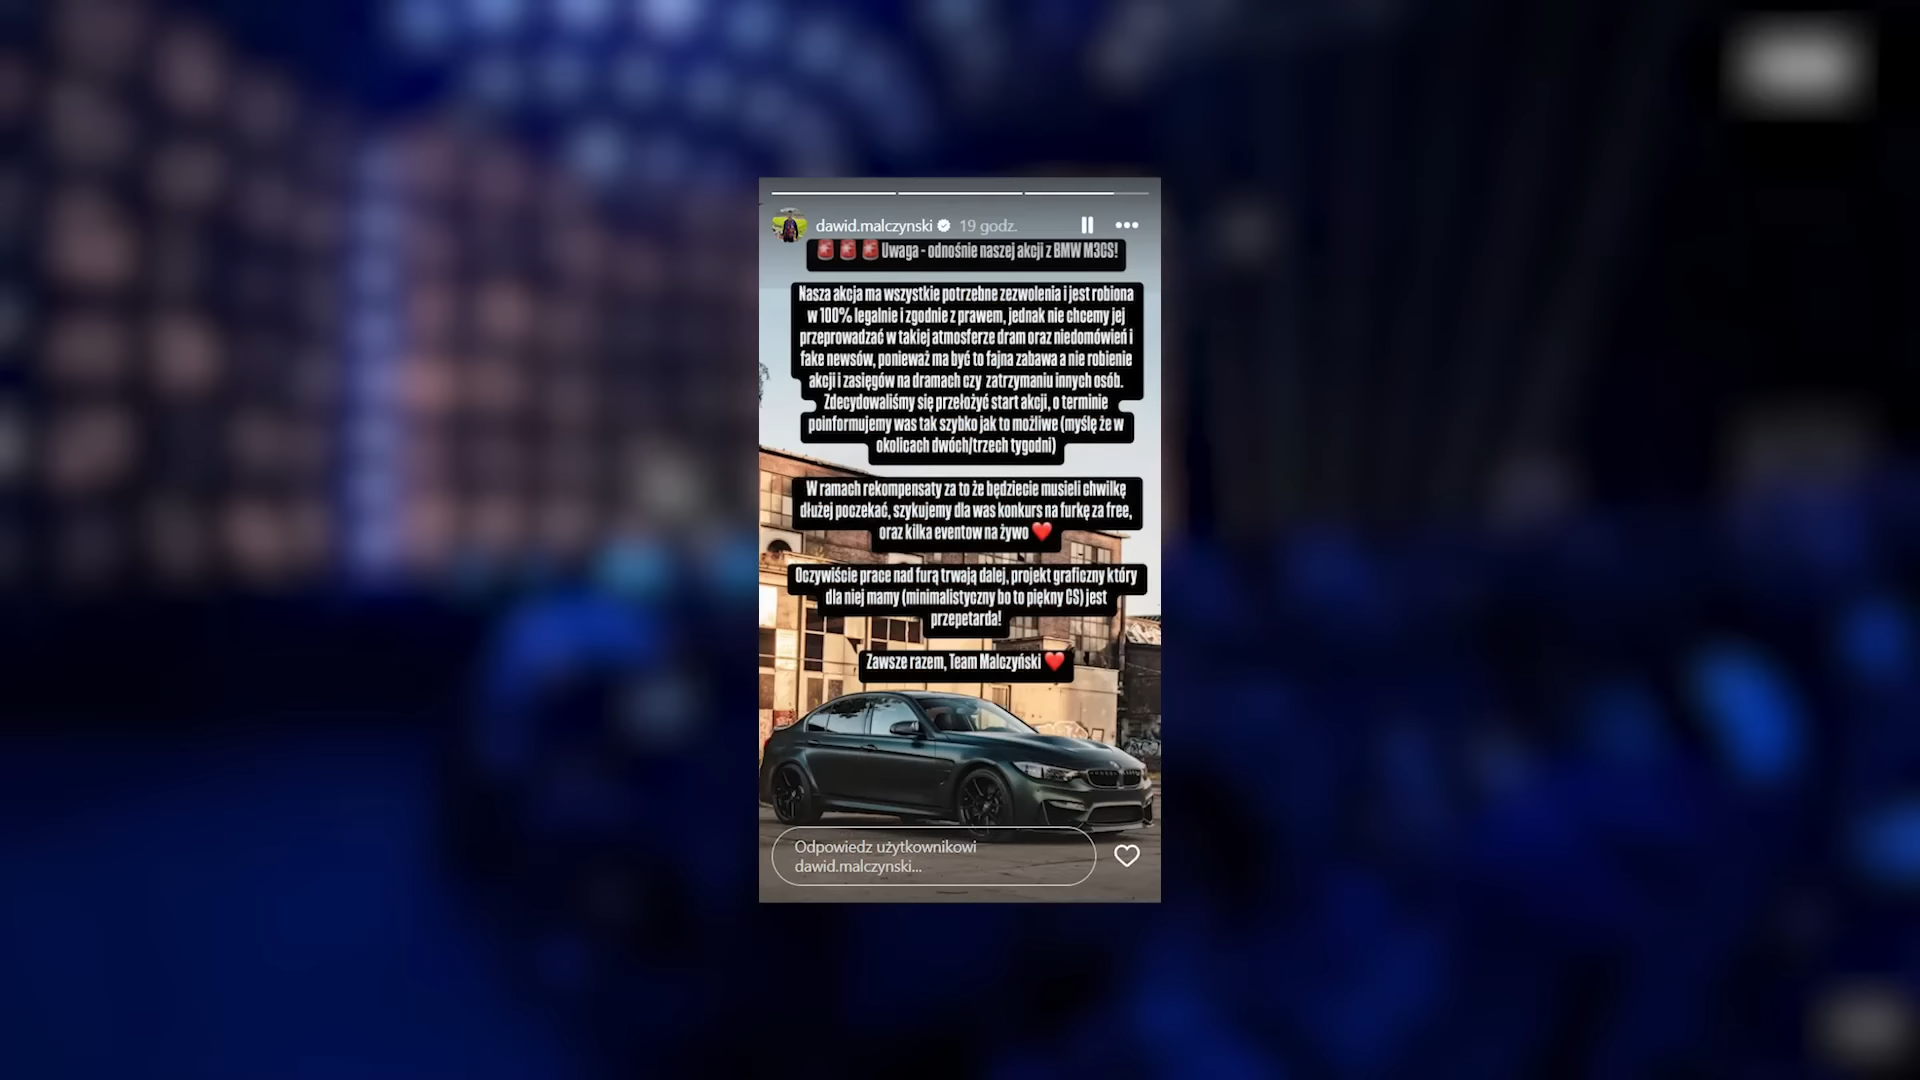 dawid.malczynski 19 godz.
🚨 🚨 🚨 Uwaga - odnośnie naszej akcji z BMW M3CS!
Nasza akcja ma wszystkie potrzebne zezwolenia i jest robiona
w 100% legalnie i zgodnie z prawem, jednak nie chcemy jej
przeprowadzać w takiej atmosferze dram oraz niedomówień i
fake newsów, ponieważ ma być to fajna zabawa a nie robienie
akcji i zasięgów na dramach czy zatrzymaniu innych osób.
Zdecydowaliśmy się przełożyć start akcji, o terminie
poinformujemy was tak szybko jak to możliwe (myślę że w
okolicach dwóch/trzech tygodni)
W ramach rekompensaty za to że będziecie musieli chwilkę
dłużej poczekać, szykujemy dla was konkurs na furkę za free,
oraz kilka eventow na żywo ❤️
Oczywiście prace nad furą trwają dalej, projekt graficzny który
dla niej mamy (minimalistyczny bo to piękny CS) jest
przepetarda!
Zawsze razem, Team Malczyński ❤️
Odpowiedz użytkownikowi
dawid.malczynski...